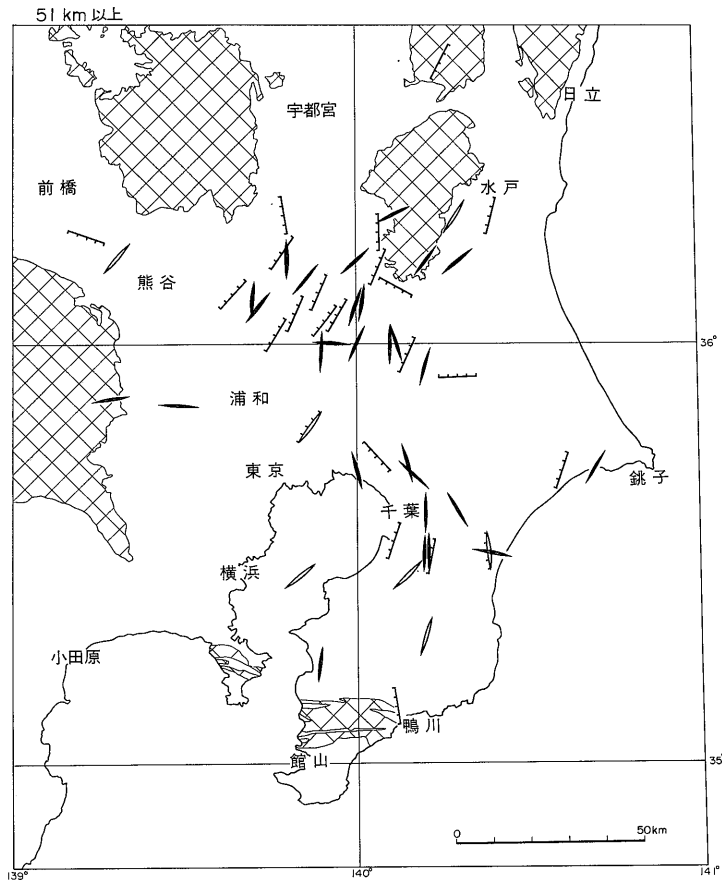 51 km 以上
宇都宮
日立
前橋
水戸
熊谷
36°
浦和
東京
銚子
千葉
横浜
小田原
鴨川
館山
35°
0 50km
139° 140° 141°